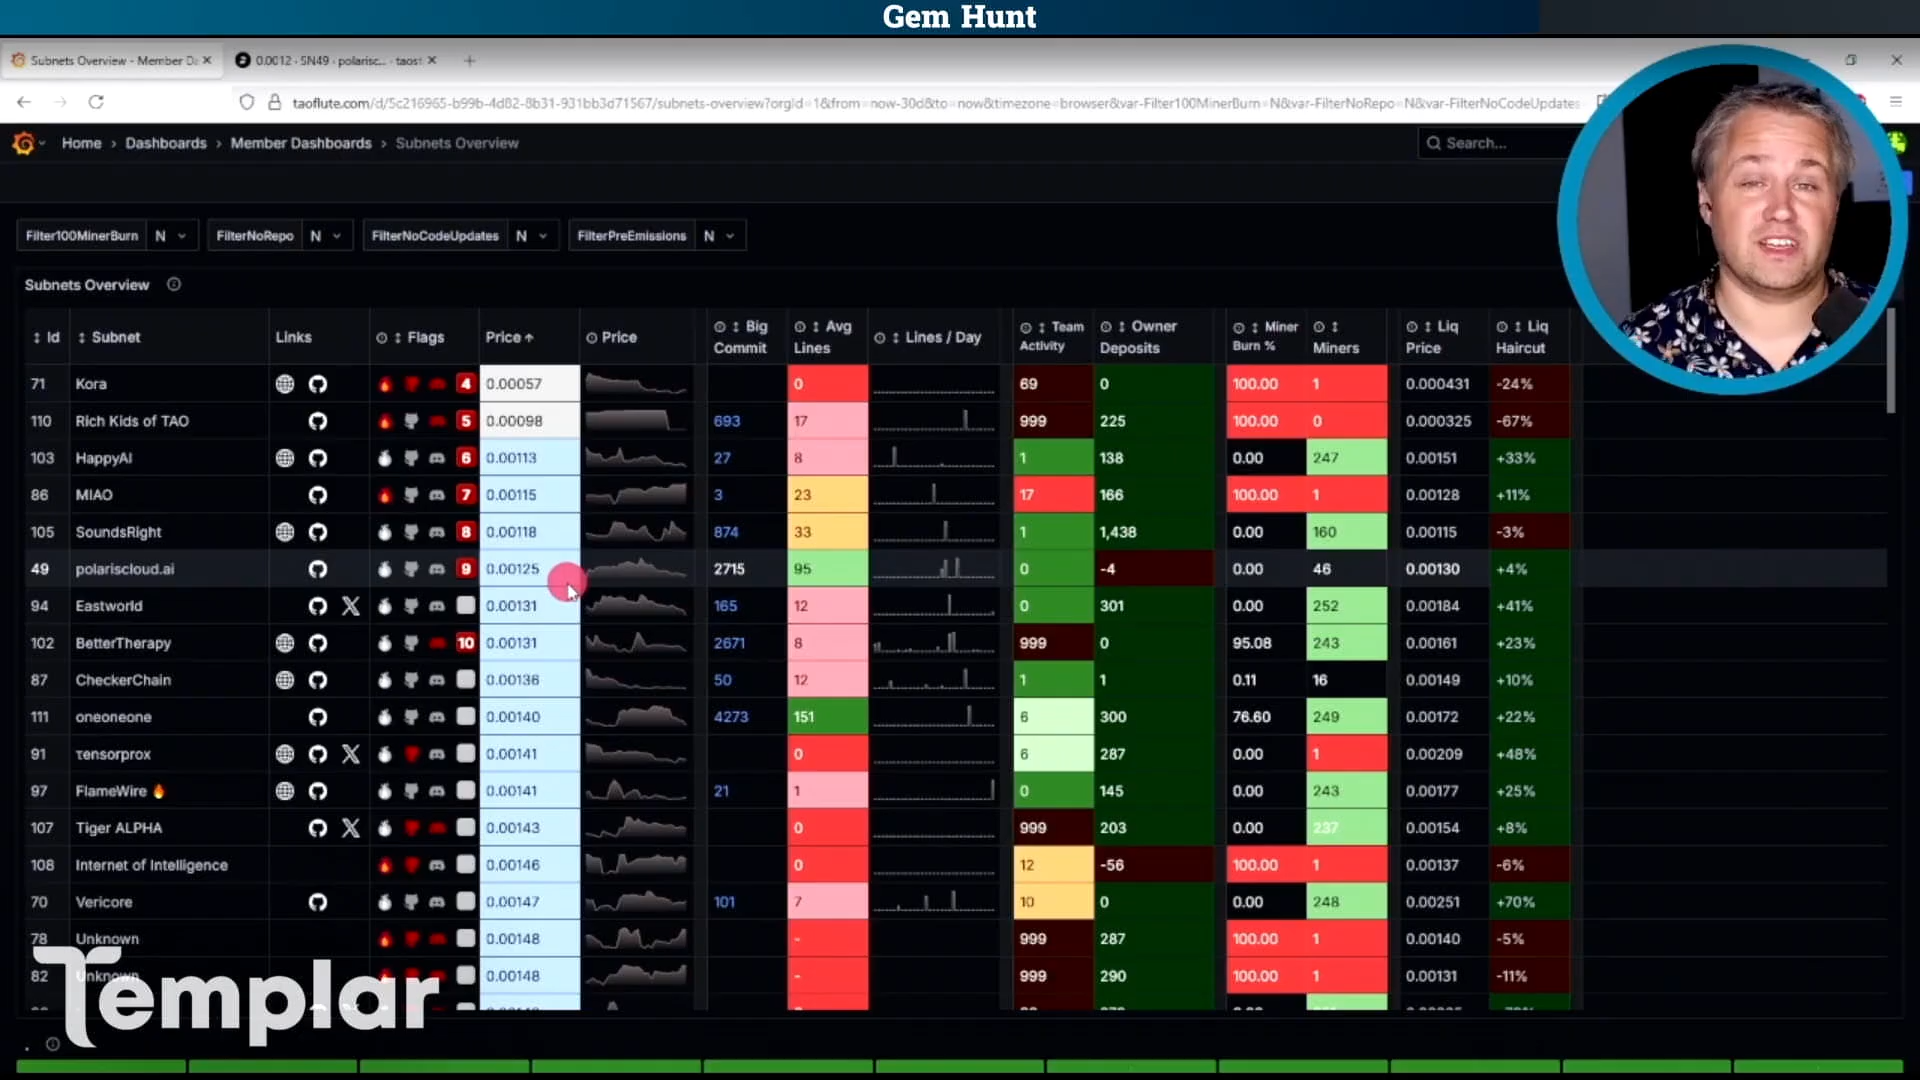 Gem Hunt
Subnets Overview - Member Da
0.0012 · SN49 · polarisc... · taost
taoflute.com/d/5c216965-b99b-4d82-8b31-931bb3d71567/subnets-overview?orgId=1&from=now-30d&to=now&timezone=browser&var-Filter100MinerBurn=N&var-FilterNoRepo=N&var-FilterNoCodeUpdates
Home › Dashboards › Member Dashboards › Subnets Overview
Search...
Filter100MinerBurn N FilterNoRepo N FilterNoCodeUpdates N FilterPreEmissions N
Subnets Overview
Id Subnet Links Flags Price Price Big Commit Avg Lines Lines / Day Team Activity Owner Deposits Miner Burn % Miners Liq Price Liq Haircut
71 Kora 4 0.00057 0 69 0 100.00 1 0.000431 -24%
110 Rich Kids of TAO 5 0.00098 693 17 999 225 100.00 0 0.000325 -67%
103 HappyAI 6 0.00113 27 8 1 138 0.00 247 0.00151 +33%
86 MIAO 7 0.00115 3 23 17 166 100.00 1 0.00128 +11%
105 SoundsRight 8 0.00118 874 33 1 1,438 0.00 160 0.00115 -3%
49 polariscloud.ai 9 0.00125 2715 95 0 -4 0.00 46 0.00130 +4%
94 Eastworld 0.00131 165 12 0 301 0.00 252 0.00184 +41%
102 BetterTherapy 10 0.00131 2671 8 999 0 95.08 243 0.00161 +23%
87 CheckerChain 0.00136 50 12 1 1 0.11 16 0.00149 +10%
111 oneoneone 0.00140 4273 151 6 300 76.60 249 0.00172 +22%
91 τensorprox 0.00141 0 6 287 0.00 1 0.00209 +48%
97 FlameWire 🔥 0.00141 21 1 0 145 0.00 243 0.00177 +25%
107 Tiger ALPHA 0.00143 0 999 203 0.00 237 0.00154 +8%
108 Internet of Intelligence 0.00146 0 12 -56 100.00 1 0.00137 -6%
70 Vericore 0.00147 101 7 10 0 0.00 248 0.00251 +70%
78 Unknown 0.00148 - 999 287 100.00 1 0.00140 -5%
82 Unknown 0.00148 - 999 290 100.00 1 0.00131 -11%
Templar